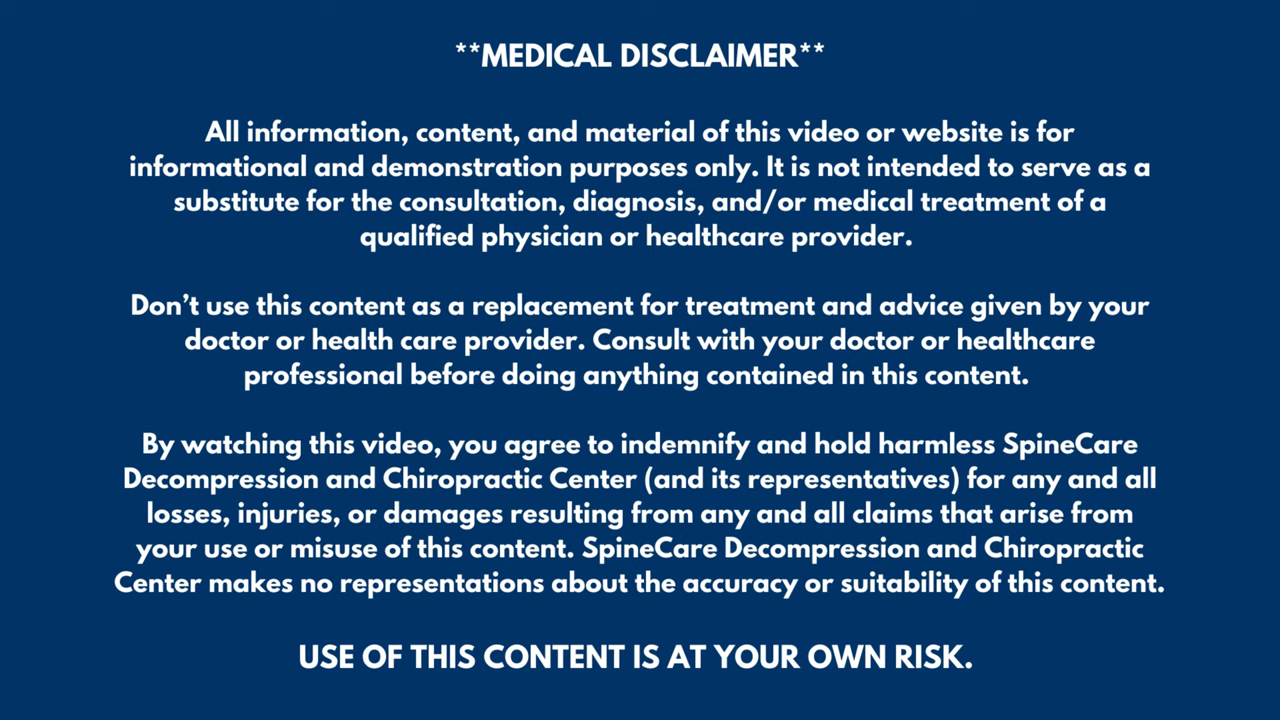 **MEDICAL DISCLAIMER**
All information, content, and material of this video or website is for
informational and demonstration purposes only. It is not intended to serve as a
substitute for the consultation, diagnosis, and/or medical treatment of a
qualified physician or healthcare provider.
Don’t use this content as a replacement for treatment and advice given by your
doctor or health care provider. Consult with your doctor or healthcare
professional before doing anything contained in this content.
By watching this video, you agree to indemnify and hold harmless SpineCare
Decompression and Chiropractic Center (and its representatives) for any and all
losses, injuries, or damages resulting from any and all claims that arise from
your use or misuse of this content. SpineCare Decompression and Chiropractic
Center makes no representations about the accuracy or suitability of this content.
USE OF THIS CONTENT IS AT YOUR OWN RISK.